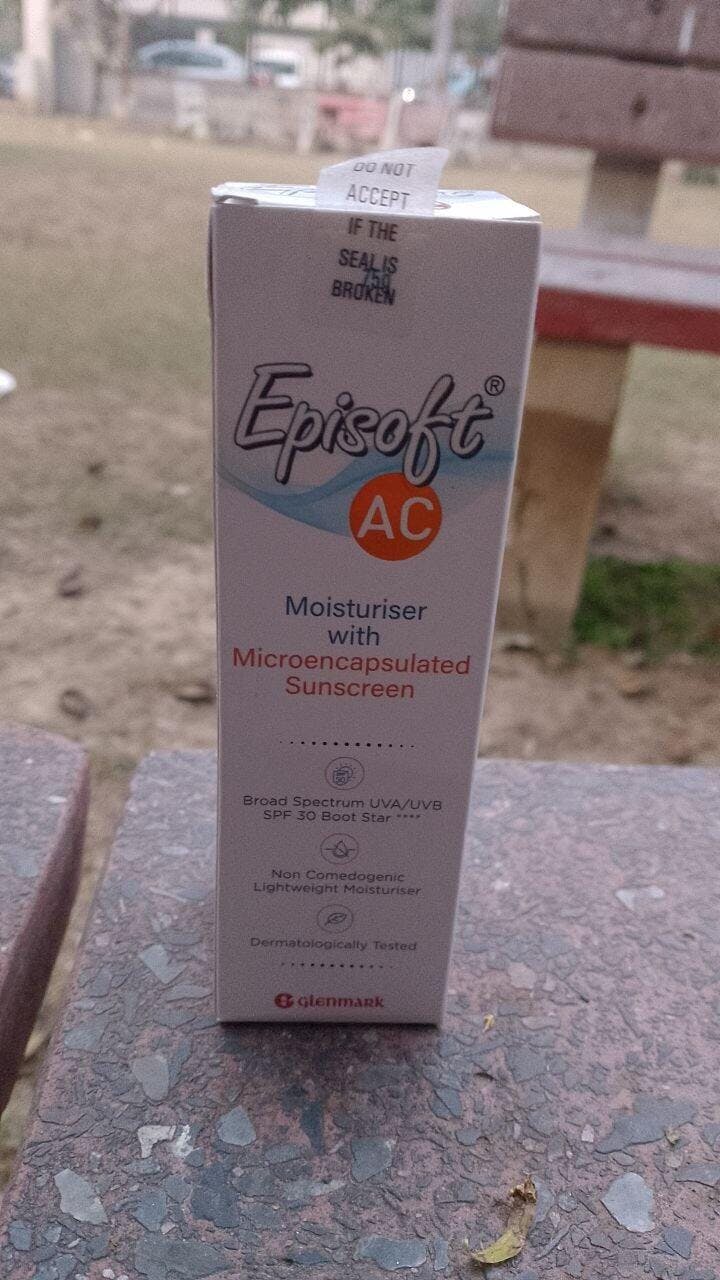 DO NOT
ACCEPT
IF THE
SEAL IS
75g
BROKEN
Episoft®
AC
Moisturiser
with
Microencapsulated
Sunscreen
Broad Spectrum UVA/UVB
SPF 30 Boot Star ****
Non Comedogenic
Lightweight Moisturiser
Dermatologically Tested
glenmark